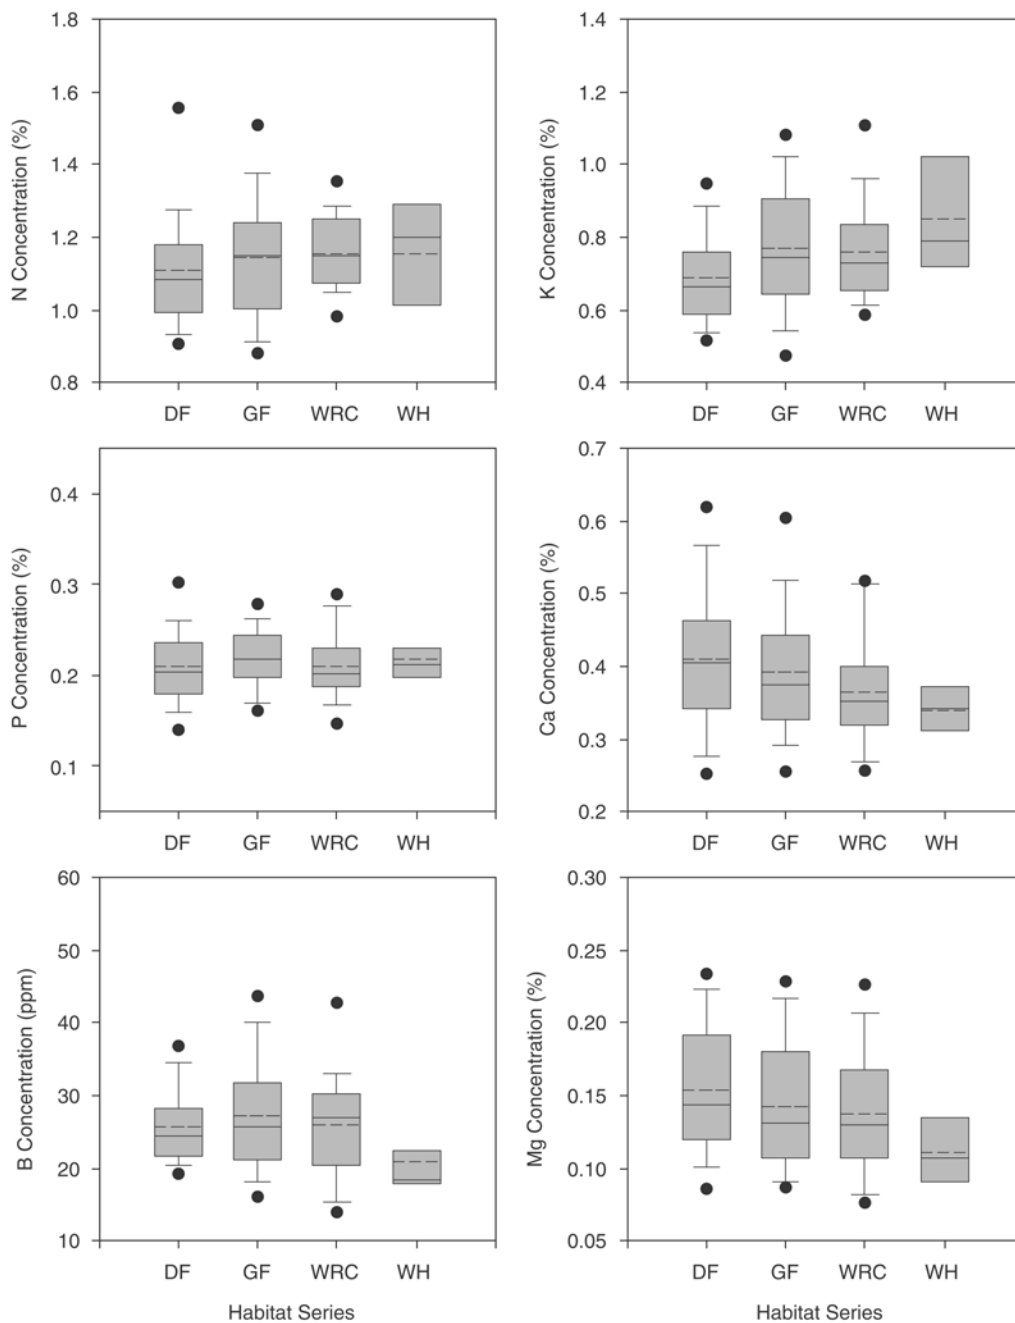 N Concentration (%)
1.8
1.6
1.4
1.2
1.0
0.8
DF GF WRC WH
K Concentration (%)
1.4
1.2
1.0
0.8
0.6
0.4
DF GF WRC WH
P Concentration (%)
0.4
0.3
0.2
0.1
DF GF WRC WH
Ca Concentration (%)
0.7
0.6
0.5
0.4
0.3
0.2
DF GF WRC WH
B Concentration (ppm)
60
50
40
30
20
10
DF GF WRC WH
Habitat Series
Mg Concentration (%)
0.30
0.25
0.20
0.15
0.10
0.05
DF GF WRC WH
Habitat Series